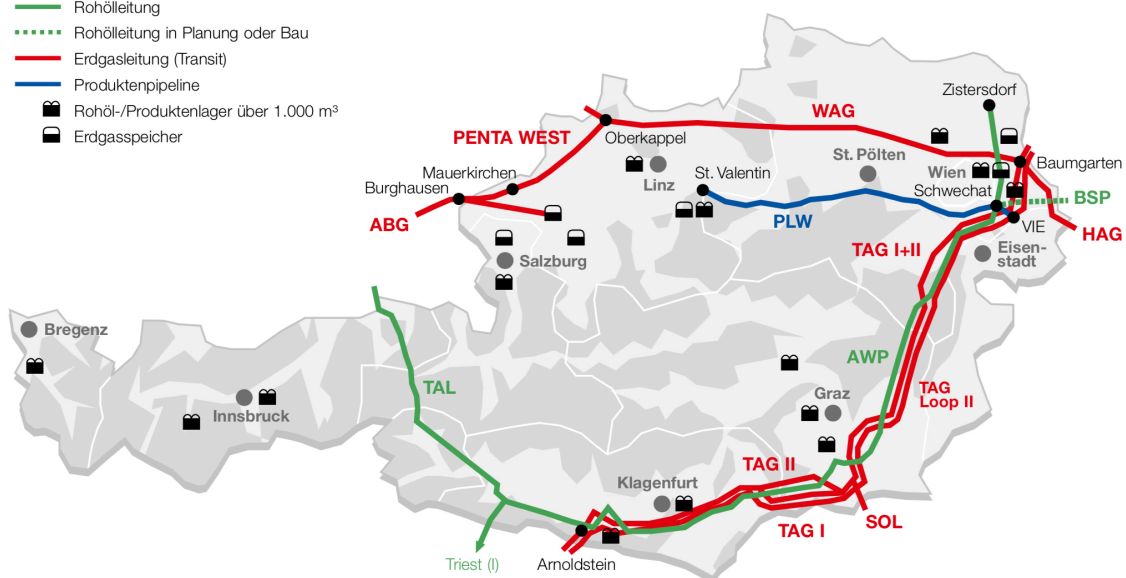 Rohölleitung
Rohölleitung in Planung oder Bau
Erdgasleitung (Transit)
Produktenpipeline
Rohöl-/Produktenlager über 1.000 m³
Erdgasspeicher
Zistersdorf
WAG
PENTA WEST
Oberkappel
St. Pölten
Wien
Baumgarten
Mauerkirchen
Linz
St. Valentin
Burghausen
Schwechat
BSP
ABG
PLW
VIE
HAG
TAG I+II
Eisen-
stadt
Salzburg
Bregenz
AWP
TAL
TAG
Loop II
Graz
Innsbruck
TAG II
Klagenfurt
SOL
TAG I
Triest (I)
Arnoldstein